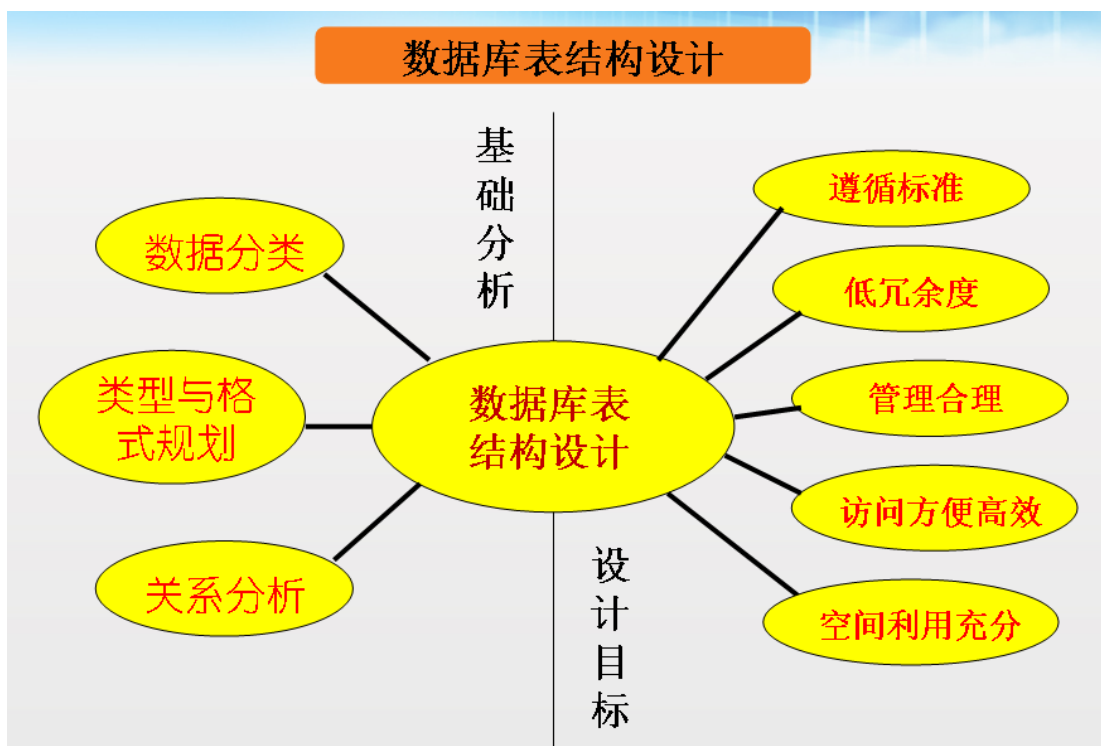 数据库表结构设计
基础分析
数据分类
类型与格
式规划
关系分析
数据库表
结构设计
设计目标
遵循标准
低冗余度
管理合理
访问方便高效
空间利用充分